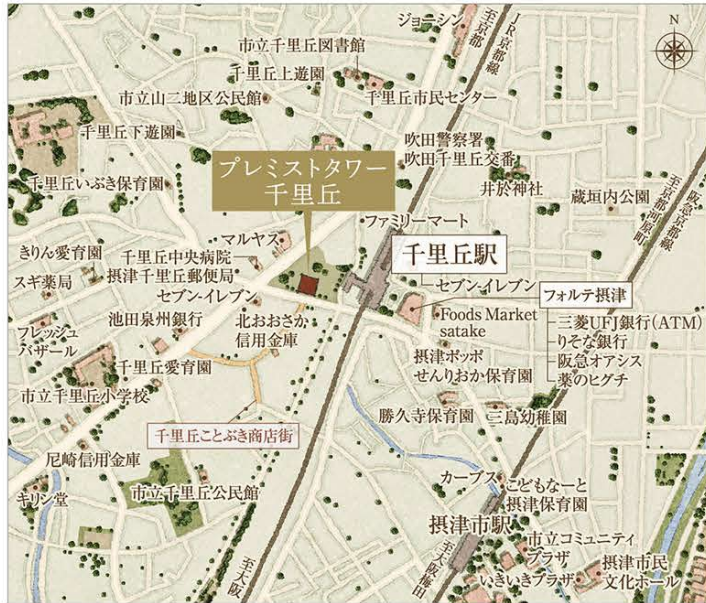 ジョーシン
至京都
JR京都線
N
市立千里丘図書館
千里丘上遊園
市立山二地区公民館
千里丘市民センター
千里丘下遊園
吹田警察署
吹田千里丘交番
千里丘いぶき保育園
プレミストタワー
千里丘
井於神社
蔵垣内公園
阪急京都線
至京都河原町
ファミリーマート
きりん愛育園
マルヤス
千里丘中央病院
千里丘駅
スギ薬局
摂津千里丘郵便局
セブン-イレブン
セブン-イレブン
フォルテ摂津
フレッシュ
バザール
池田泉州銀行
北おおさか
信用金庫
Foods Market
satake
三菱UFJ銀行(ATM)
りそな銀行
阪急オアシス
薬のヒグチ
千里丘愛育園
摂津ポッポ
せんりおか保育園
市立千里丘小学校
勝久寺保育園
三島幼稚園
千里丘ことぶき商店街
尼崎信用金庫
カーブス
こどもなーと
摂津保育園
キリン堂
市立千里丘公民館
摂津市駅
市立コミュニティ
プラザ
至大阪
至大阪梅田
いきいきプラザ
摂津市民
文化ホール